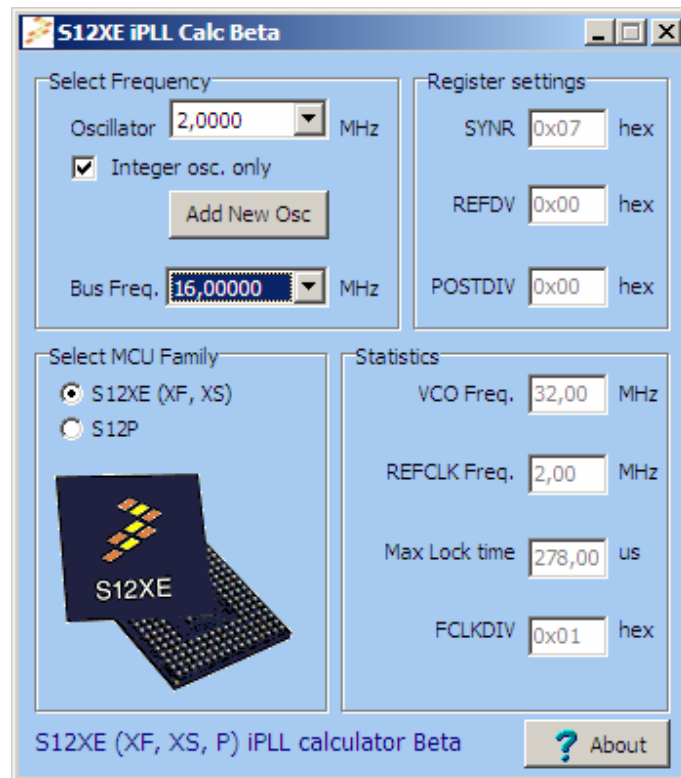 S12XE iPLL Calc Beta
Select Frequency
Oscillator 2,0000 MHz
Integer osc. only
Add New Osc
Bus Freq. 16,00000 MHz
Register settings
SYNR 0x07 hex
REFDV 0x00 hex
POSTDIV 0x00 hex
Select MCU Family
S12XE (XF, XS)
S12P
S12XE
Statistics
VCO Freq. 32,00 MHz
REFCLK Freq. 2,00 MHz
Max Lock time 278,00 us
FCLKDIV 0x01 hex
S12XE (XF, XS, P) iPLL calculator Beta
? About